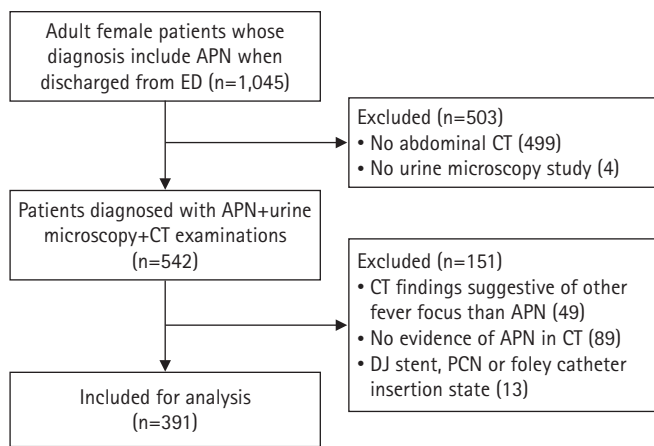 Adult female patients whose
diagnosis include APN when
discharged from ED (n=1,045)
Excluded (n=503)
• No abdominal CT (499)
• No urine microscopy study (4)
Patients diagnosed with APN+urine
microscopy+CT examinations
(n=542)
Excluded (n=151)
• CT findings suggestive of other
fever focus than APN (49)
• No evidence of APN in CT (89)
• DJ stent, PCN or foley catheter
insertion state (13)
Included for analysis
(n=391)